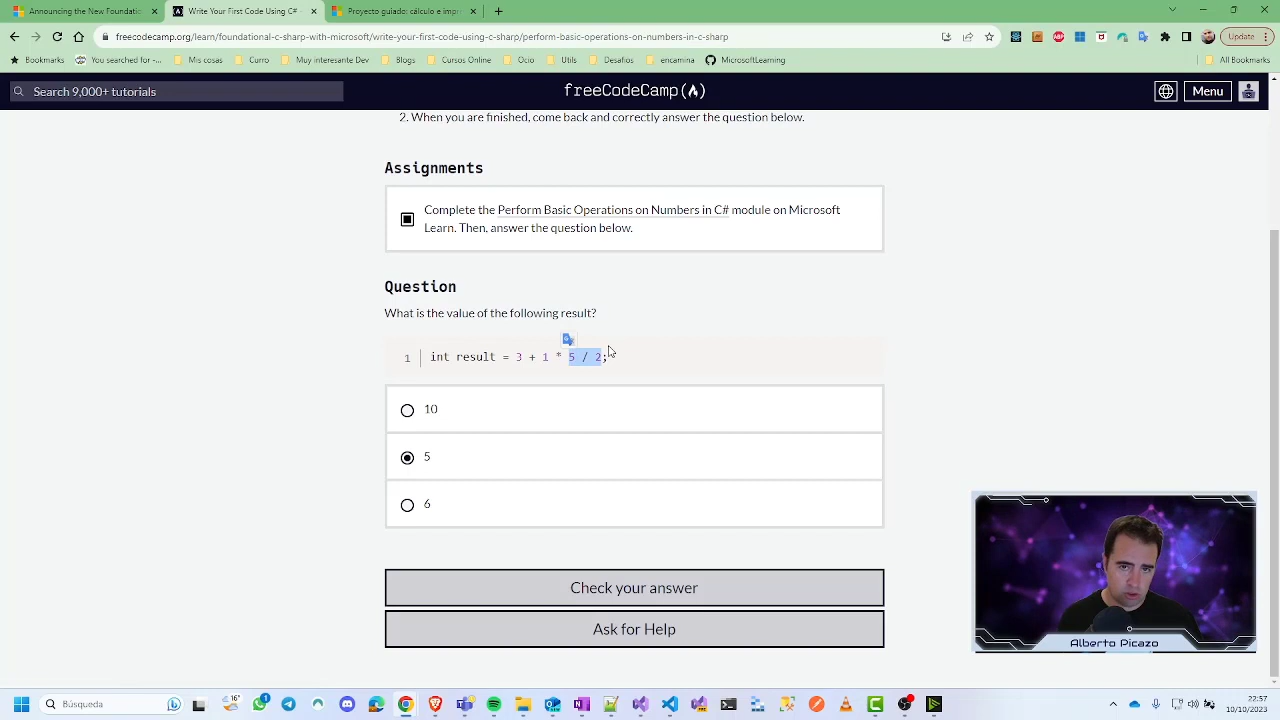 Announcing the New Foundatio
Write Your First Code Using C#
Proyecto guiado: cálculo e impr
freecodecamp.org/learn/foundational-c-sharp-with-microsoft/write-your-first-code-using-c-sharp/perform-basic-operations-on-numbers-in-c-sharp
Update
Bookmarks
You searched for -...
Mis cosas
Curro
Muy interesante Dev
Blogs
Cursos Online
Ocio
Utils
Desafios
encamina
MicrosoftLearning
All Bookmarks
Search 9,000+ tutorials
freeCodeCamp
Menu
2. When you are finished, come back and correctly answer the question below.
Assignments
Complete the Perform Basic Operations on Numbers in C# module on Microsoft
Learn. Then, answer the question below.
Question
What is the value of the following result?
1 int result = 3 + 1 * 5 / 2;
10
5
6
Check your answer
Ask for Help
Alberto Picazo
Búsqueda
16°
1
22:57
10/10/2023